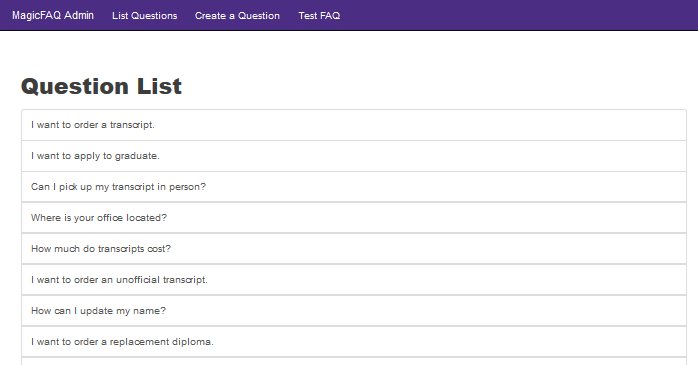 MagicFAQ Admin List Questions Create a Question Test FAQ
Question List
I want to order a transcript.
I want to apply to graduate.
Can I pick up my transcript in person?
Where is your office located?
How much do transcripts cost?
I want to order an unofficial transcript.
How can I update my name?
I want to order a replacement diploma.